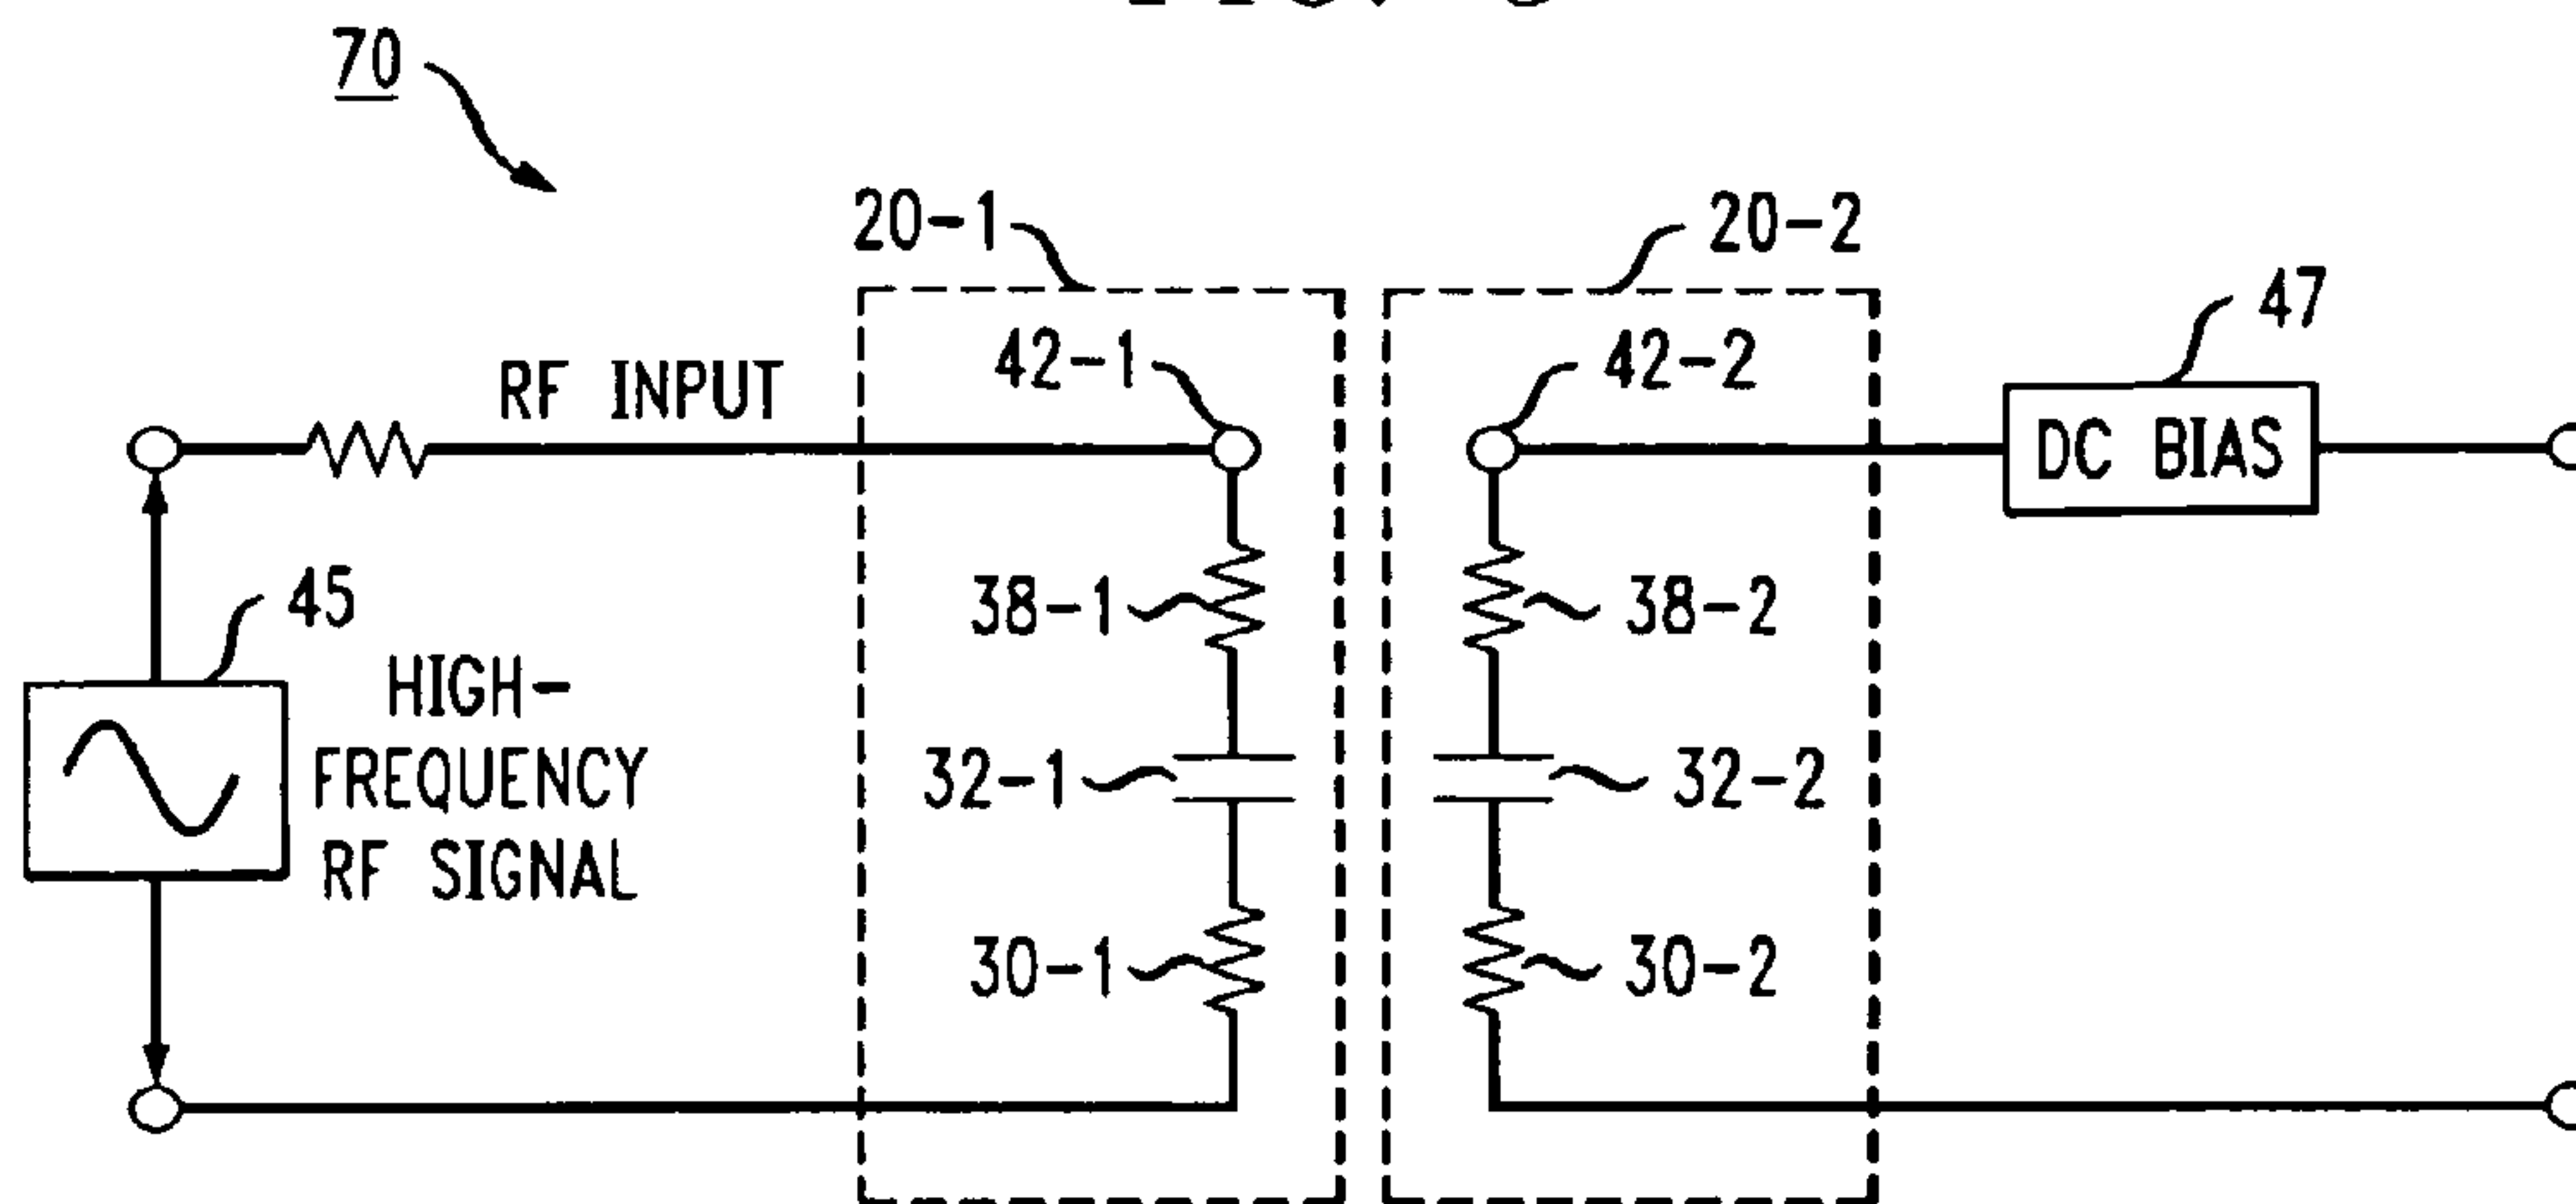 70
20-1
20-2
47
42-1
42-2
RF INPUT
DC BIAS
45
38-1
38-2
HIGH-
FREQUENCY
RF SIGNAL
32-1
32-2
30-1
30-2